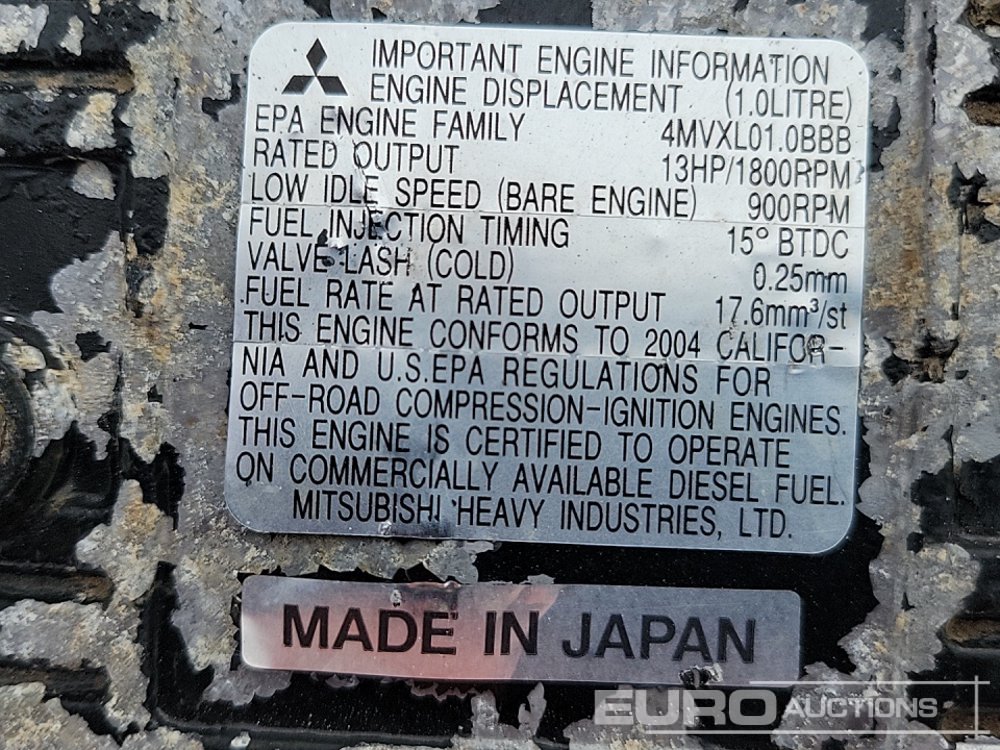 IMPORTANT ENGINE INFORMATION
ENGINE DISPLACEMENT (1.0LITRE)
EPA ENGINE FAMILY 4MVXL01.0BBB
RATED OUTPUT 13HP/1800RPM
LOW IDLE SPEED (BARE ENGINE) 900RPM
FUEL INJECTION TIMING 15° BTDC
VALVE LASH (COLD) 0.25mm
FUEL RATE AT RATED OUTPUT 17.6mm³/st
THIS ENGINE CONFORMS TO 2004 CALIFOR-
NIA AND U.S.EPA REGULATIONS FOR
OFF-ROAD COMPRESSION-IGNITION ENGINES.
THIS ENGINE IS CERTIFIED TO OPERATE
ON COMMERCIALLY AVAILABLE DIESEL FUEL.
MITSUBISHI HEAVY INDUSTRIES, LTD.
MADE IN JAPAN
EURO AUCTIONS